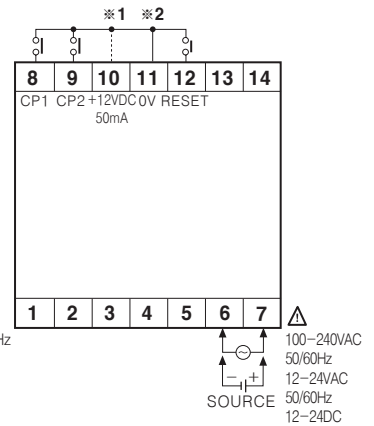 ※1 ※2
8 9 10 11 12 13 14
CP1 CP2 +12VDC 0V RESET
50mA
1 2 3 4 5 6 7
Hz
100-240VAC
50/60Hz
12-24VAC
50/60Hz
12-24DC
− +
SOURCE